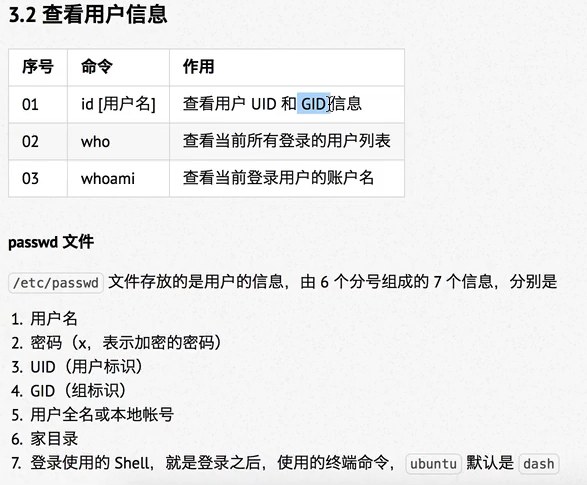 3.2 查看用户信息
序号 命令 作用
01 id [用户名] 查看用户 UID 和 GID 信息
02 who 查看当前所有登录的用户列表
03 whoami 查看当前登录用户的账户名
passwd 文件
/etc/passwd 文件存放的是用户的信息，由 6 个分号组成的 7 个信息，分别是
1. 用户名
2. 密码（x，表示加密的密码）
3. UID（用户标识）
4. GID（组标识）
5. 用户全名或本地帐号
6. 家目录
7. 登录使用的 Shell，就是登录之后，使用的终端命令， ubuntu 默认是 dash